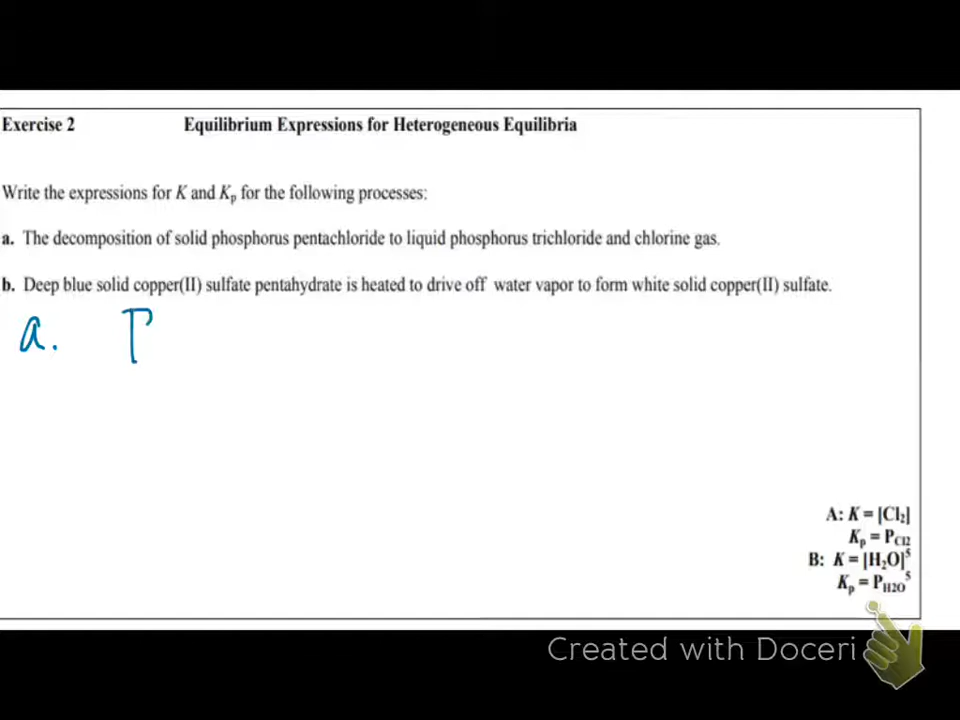 Exercise 2 Equilibrium Expressions for Heterogeneous Equilibria
Write the expressions for K and Kp for the following processes:
a. The decomposition of solid phosphorus pentachloride to liquid phosphorus trichloride and chlorine gas.
b. Deep blue solid copper(II) sulfate pentahydrate is heated to drive off water vapor to form white solid copper(II) sulfate.
a.
A: K = [Cl₂]
Kp = PCl2
B: K = [H₂O]⁵
Kp = PH2O⁵
Created with Doceri